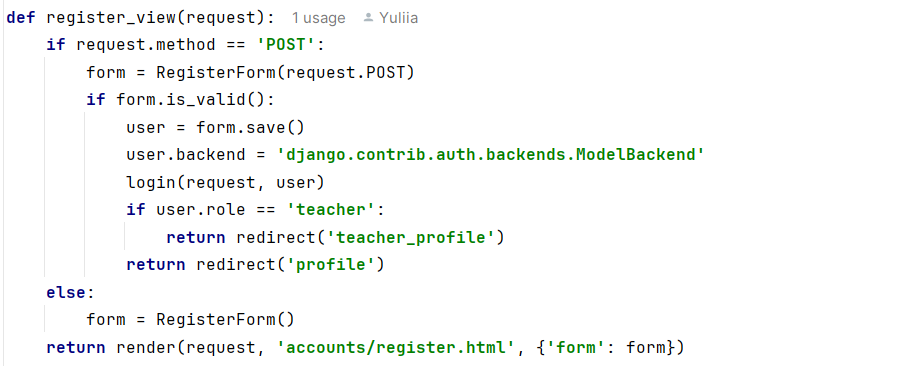 def register_view(request):  1 usage  Yuliia
    if request.method == 'POST':
        form = RegisterForm(request.POST)
        if form.is_valid():
            user = form.save()
            user.backend = 'django.contrib.auth.backends.ModelBackend'
            login(request, user)
            if user.role == 'teacher':
                return redirect('teacher_profile')
            return redirect('profile')
    else:
        form = RegisterForm()
    return render(request, 'accounts/register.html', {'form': form})